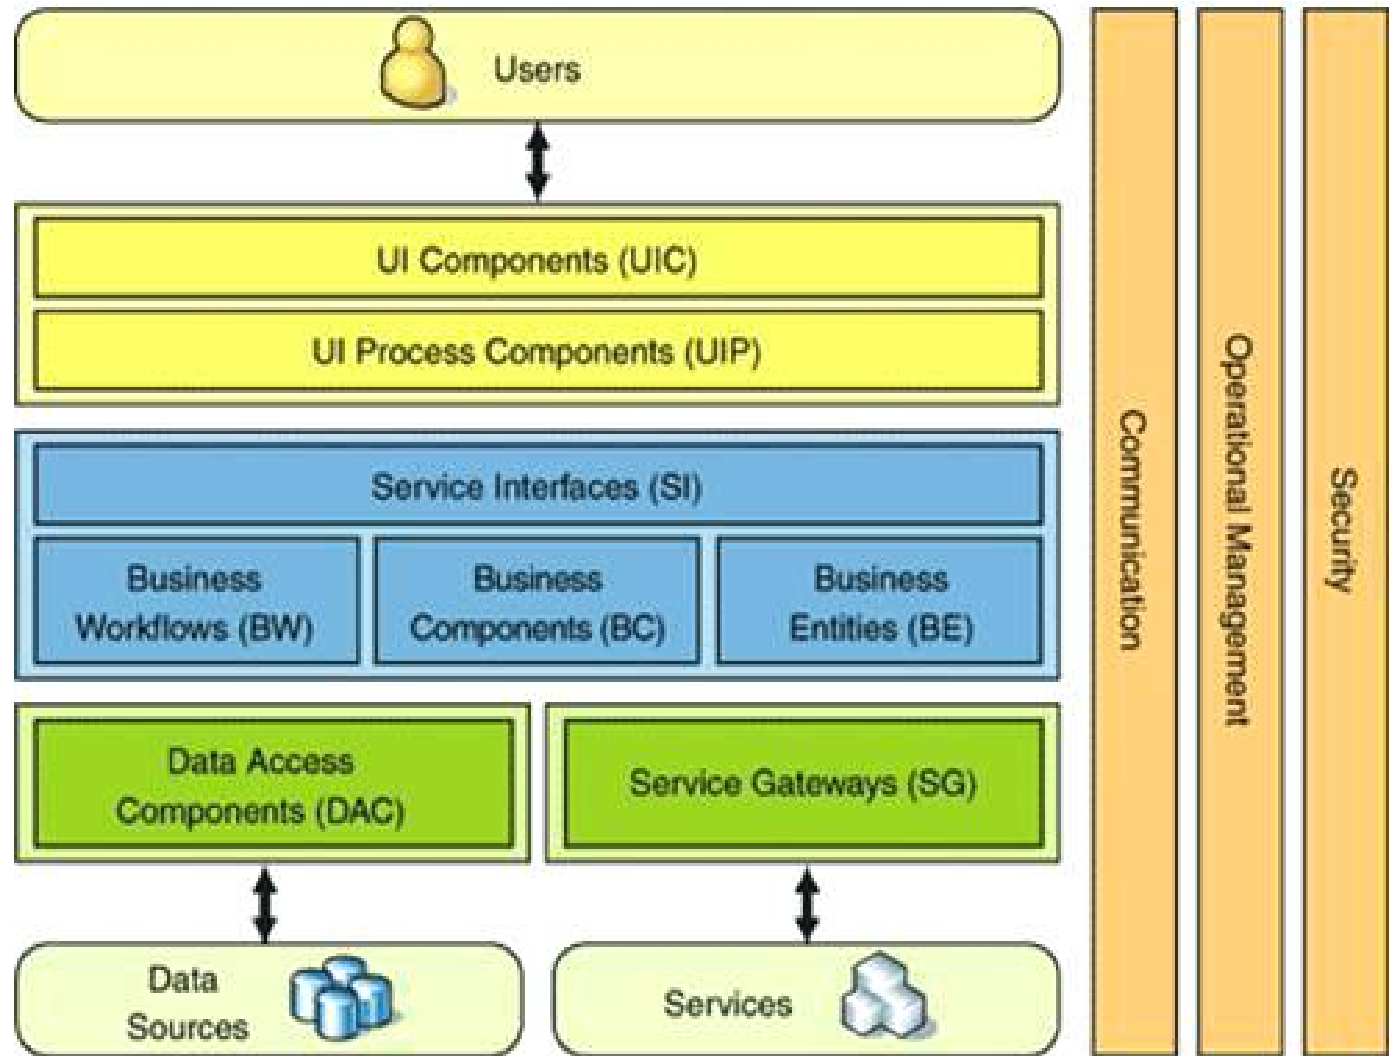 Users
UI Components (UIC)
UI Process Components (UIP)
Service Interfaces (SI)
Business
Workflows (BW)
Business
Components (BC)
Business
Entities (BE)
Data Access
Components (DAC)
Service Gateways (SG)
Data
Sources
Services
Communication
Operational Management
Security